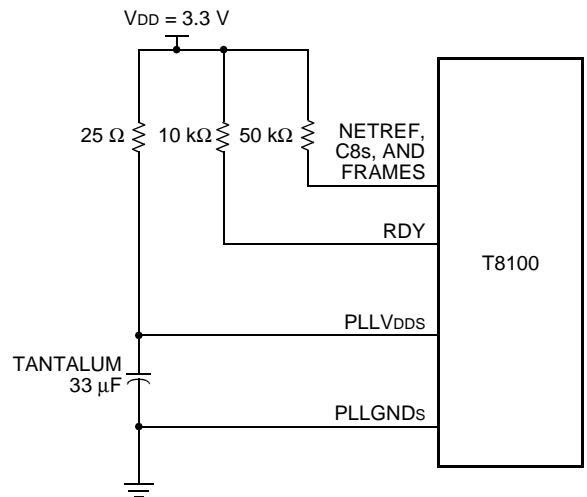 VDD = 3.3 V
25 Ω
10 kΩ
50 kΩ
NETREF,
C8s, AND
FRAMES
RDY
T8100
PLLVDDS
TANTALUM
33 μF
PLLGNDs